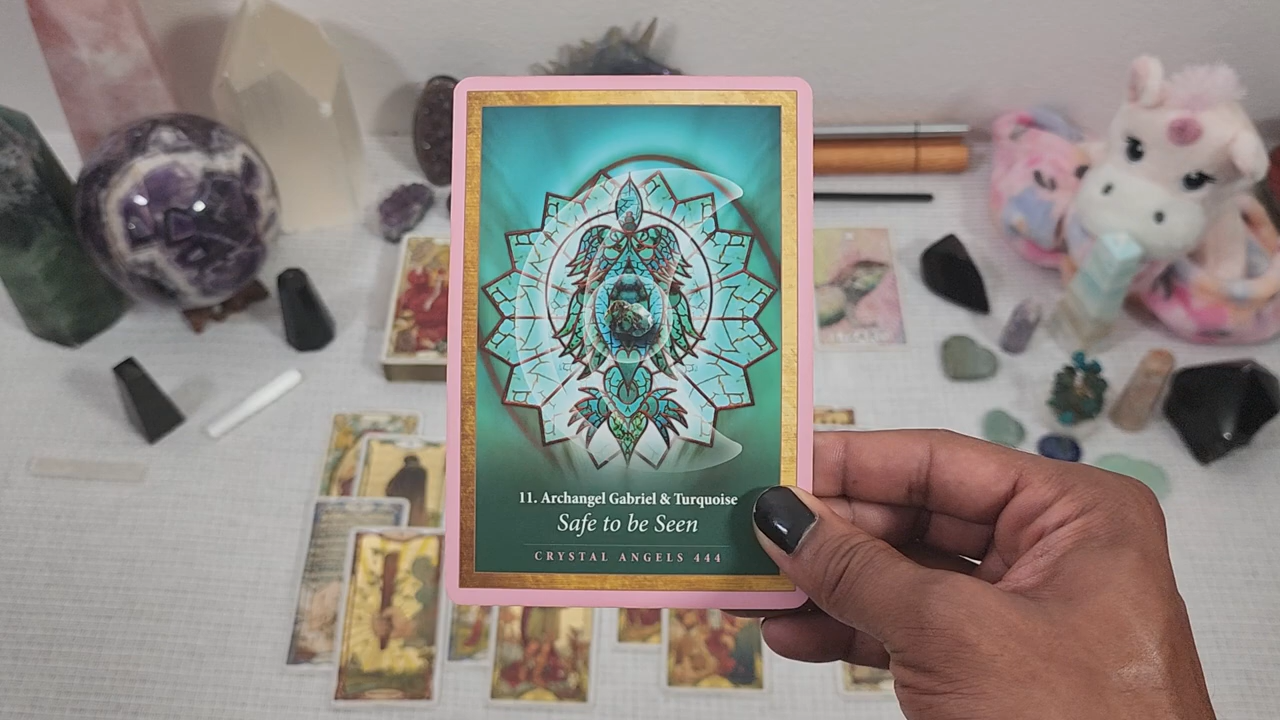 11. Archangel Gabriel & Turquoise
Safe to be Seen
CRYSTAL ANGELS 444